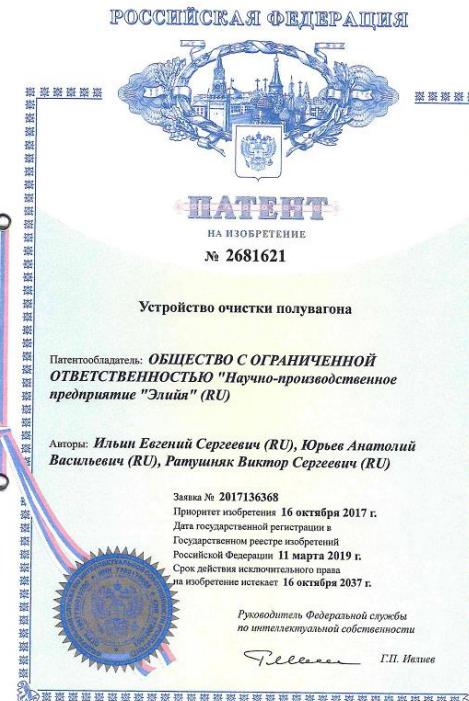 РОССИЙСКАЯ ФЕДЕРАЦИЯ
ПАТЕНТ
НА ИЗОБРЕТЕНИЕ
№ 2681621
Устройство очистки полувагона
Патентообладатель: ОБЩЕСТВО С ОГРАНИЧЕННОЙ
ОТВЕТСТВЕННОСТЬЮ "Научно-производственное
предприятие "Элийя" (RU)
Авторы: Ильин Евгений Сергеевич (RU), Юрьев Анатолий
Васильевич (RU), Ратушняк Виктор Сергеевич (RU)
Заявка № 2017136368
Приоритет изобретения 16 октября 2017 г.
Дата государственной регистрации в
Государственном реестре изобретений
Российской Федерации 11 марта 2019 г.
Срок действия исключительного права
на изобретение истекает 16 октября 2037 г.
Руководитель Федеральной службы
по интеллектуальной собственности
Г.П. Ивлиев